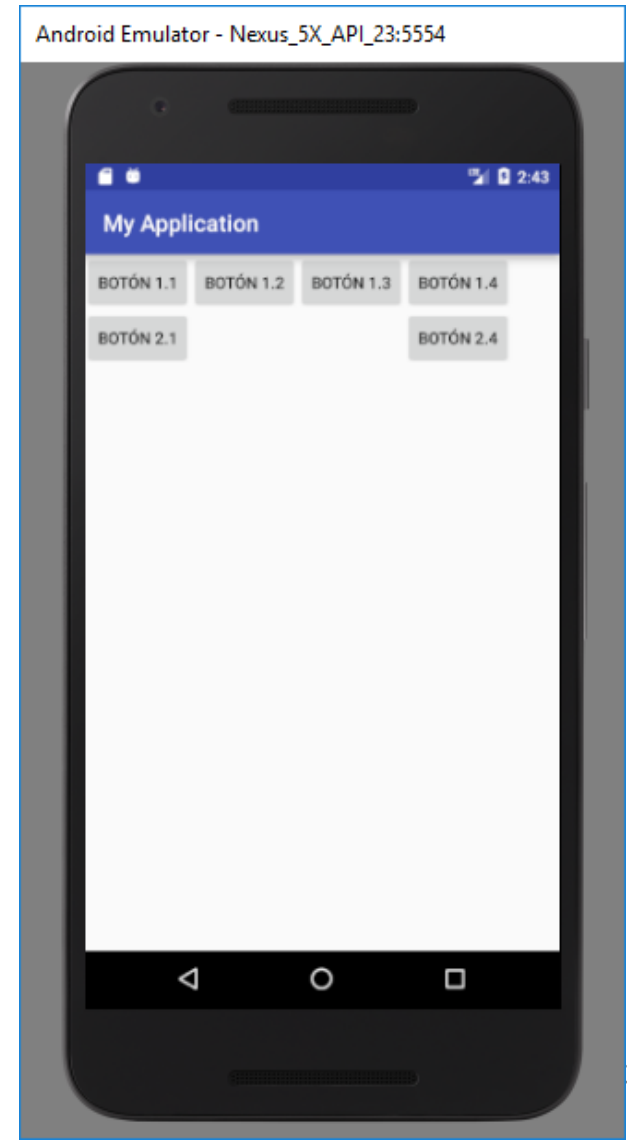 Android Emulator - Nexus_5X_API_23:5554
2:43
My Application
BOTÓN 1.1 BOTÓN 1.2 BOTÓN 1.3 BOTÓN 1.4
BOTÓN 2.1 BOTÓN 2.4